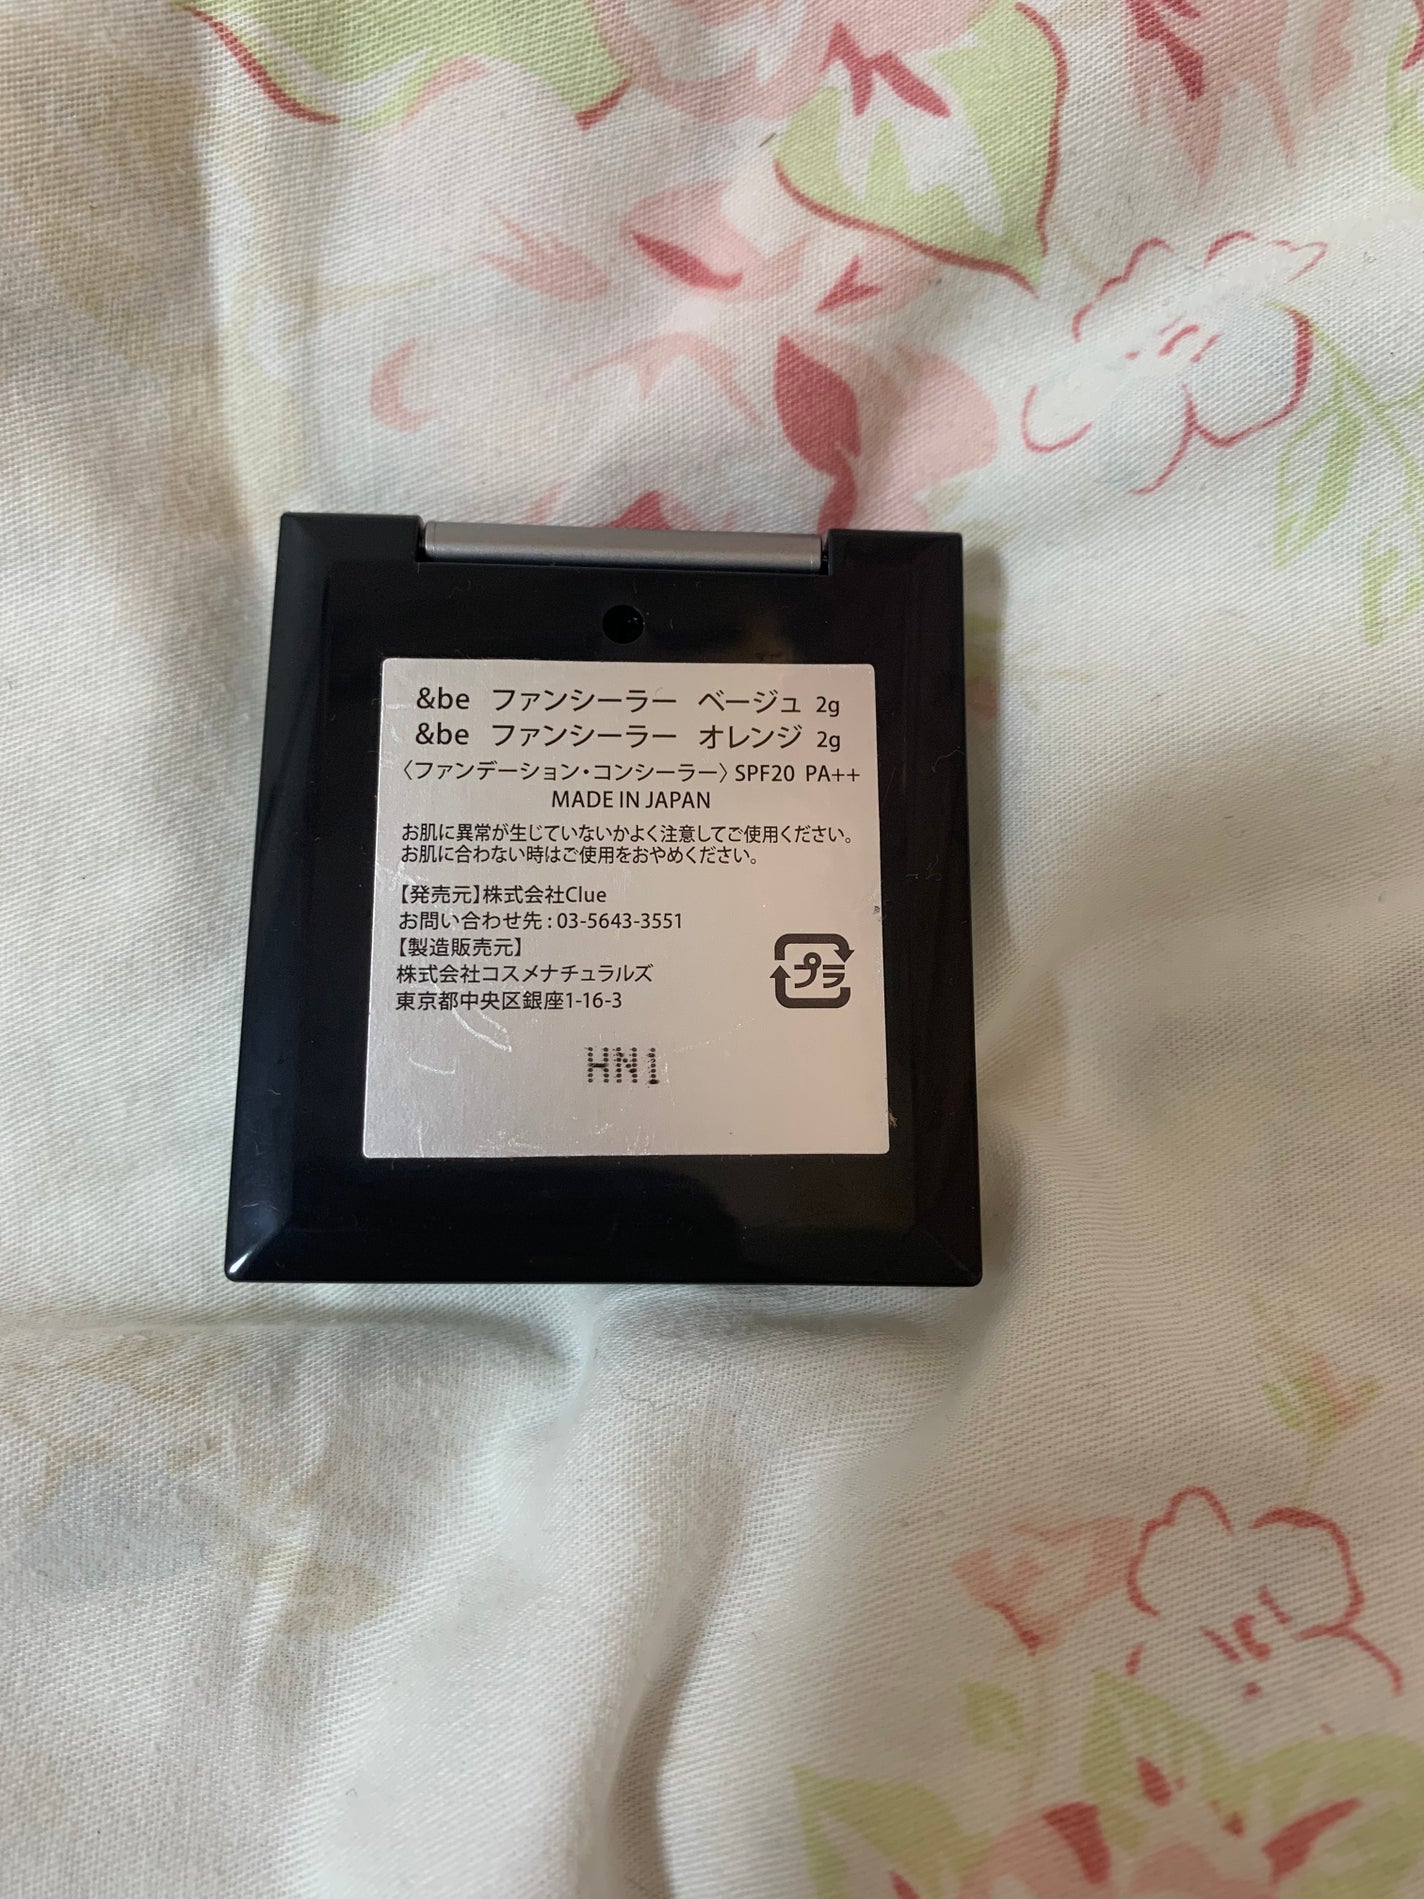 &be ファンシーラー ベージュ 2g
&be ファンシーラー オレンジ 2g
〈ファンデーション・コンシーラー〉SPF20 PA++
MADE IN JAPAN
お肌に異常が生じていないかよく注意してご使用ください。
お肌に合わない時はご使用をおやめください。
【発売元】株式会社Clue
お問い合わせ先:03-5643-3551
【製造販売元】
株式会社コスメナチュラルズ
東京都中央区銀座1-16-3
プラ
HN1